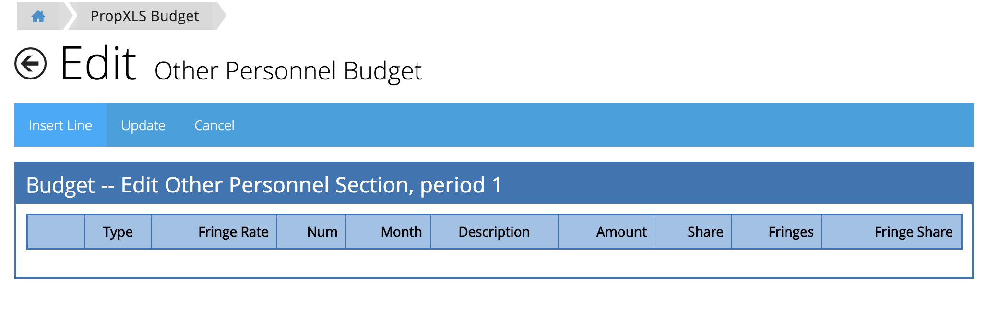 PropXLS Budget
Edit Other Personnel Budget
Insert Line Update Cancel
Budget -- Edit Other Personnel Section, period 1
Type Fringe Rate Num Month Description Amount Share Fringes Fringe Share